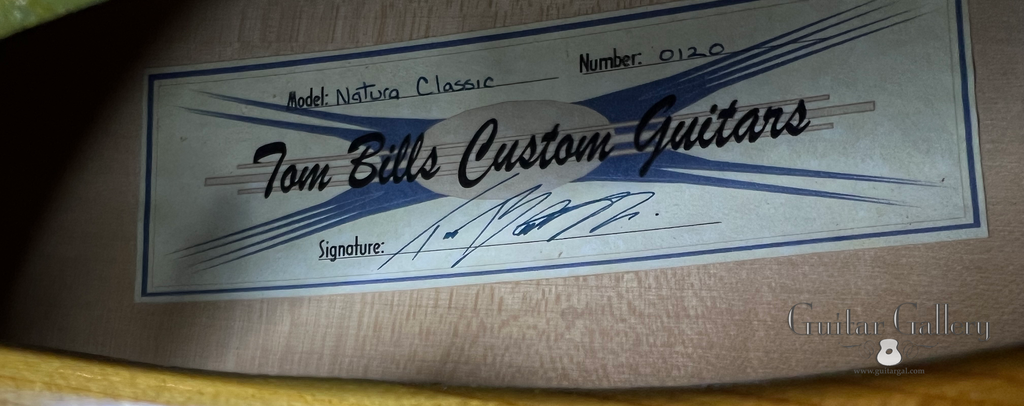 Model: Natura Classic Number: 0120
Tom Bills Custom Guitars
Signature:
Guitar Gallery
www.guitargal.com